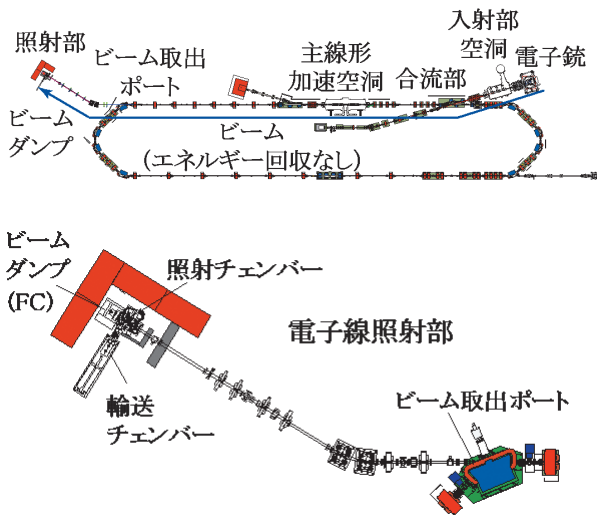 照射部
ビーム取出
ポート
主線形
加速空洞
合流部
入射部
空洞
電子銃
ビーム
ダンプ
ビーム
(エネルギー回収なし)
ビーム
ダンプ
(FC)
照射チェンバー
電子線照射部
輸送
チェンバー
ビーム取出ポート